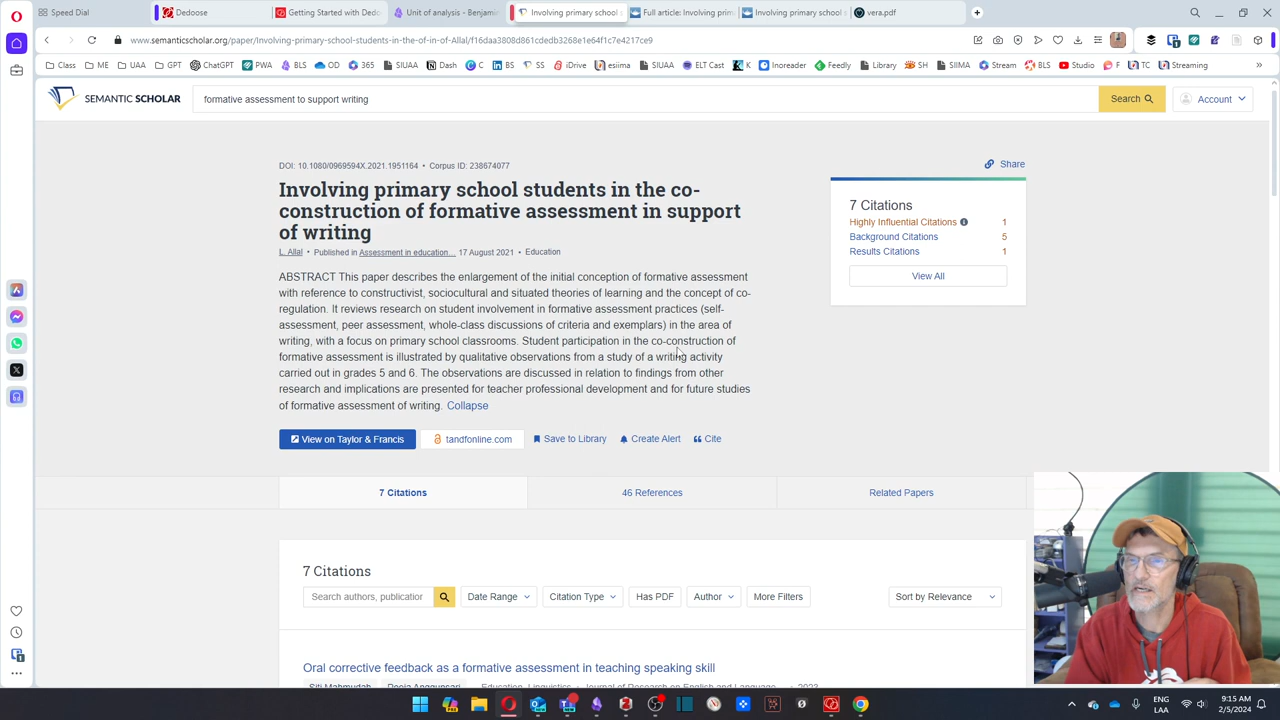 Speed Dial
Dedoose
Getting Started with Dedo
Unit of analysis - Benjami
Involving primary school s
Full article: Involving prim
Involving primary school s
vera.pdf
www.semanticscholar.org/paper/Involving-primary-school-students-in-the-of-in-of-Allal/f16daa3808d861cdedb3268e1e64f1c7e4217ce9
Class ME UAA GPT ChatGPT PWA BLS OD 365 SIUAA Dash C BS SS iDrive esiima SIUAA ELT Cast K Inoreader Feedly Library SH SIIMA Stream BLS Studio F TC Streaming
SEMANTIC SCHOLAR
formative assessment to support writing
Search
Account
DOI: 10.1080/0969594X.2021.1951164 • Corpus ID: 238674077
Share
Involving primary school students in the co-
construction of formative assessment in support
of writing
L. Allal • Published in Assessment in education… 17 August 2021 • Education
ABSTRACT This paper describes the enlargement of the initial conception of formative assessment
with reference to constructivist, sociocultural and situated theories of learning and the concept of co-
regulation. It reviews research on student involvement in formative assessment practices (self-
assessment, peer assessment, whole-class discussions of criteria and exemplars) in the area of
writing, with a focus on primary school classrooms. Student participation in the co-construction of
formative assessment is illustrated by qualitative observations from a study of a writing activity
carried out in grades 5 and 6. The observations are discussed in relation to findings from other
research and implications are presented for teacher professional development and for future studies
of formative assessment of writing. Collapse
7 Citations
Highly Influential Citations 1
Background Citations 5
Results Citations 1
View All
View on Taylor & Francis
tandfonline.com
Save to Library
Create Alert
Cite
7 Citations
46 References
Related Papers
7 Citations
Search authors, publication
Date Range
Citation Type
Has PDF
Author
More Filters
Sort by Relevance
Oral corrective feedback as a formative assessment in teaching speaking skill
Siti Mahmudah Education, Linguistics Journal of Research on English and Language 2023
ENG
LAA
9:15 AM
2/5/2024